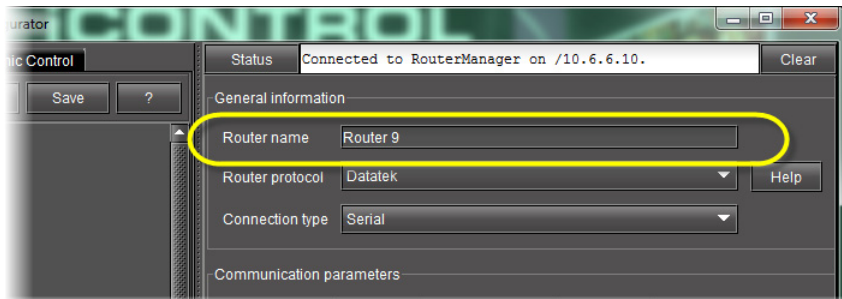 CONTROL
urator
nic Control
Status
Connected to RouterManager on /10.6.6.10.
Clear
Save
?
General information
Router name
Router 9
Router protocol
Datatek
Help
Connection type
Serial
Communication parameters